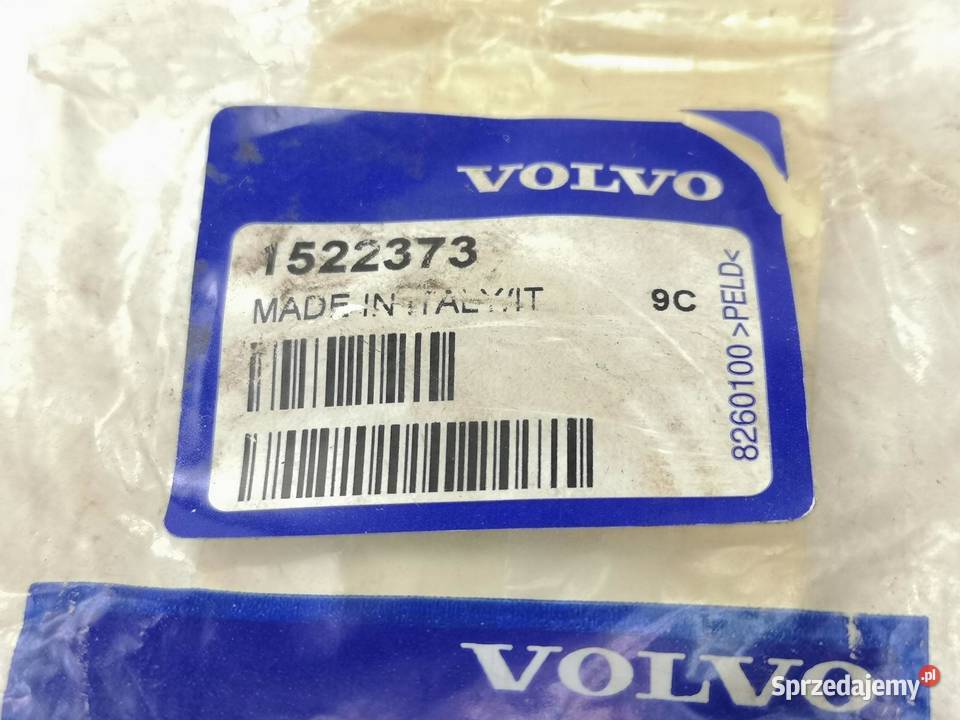 VOLVO
1522373
MADE IN ITALY/IT 9C
8260100 >PELD<
VOLVO
Sprzedajemy.pl